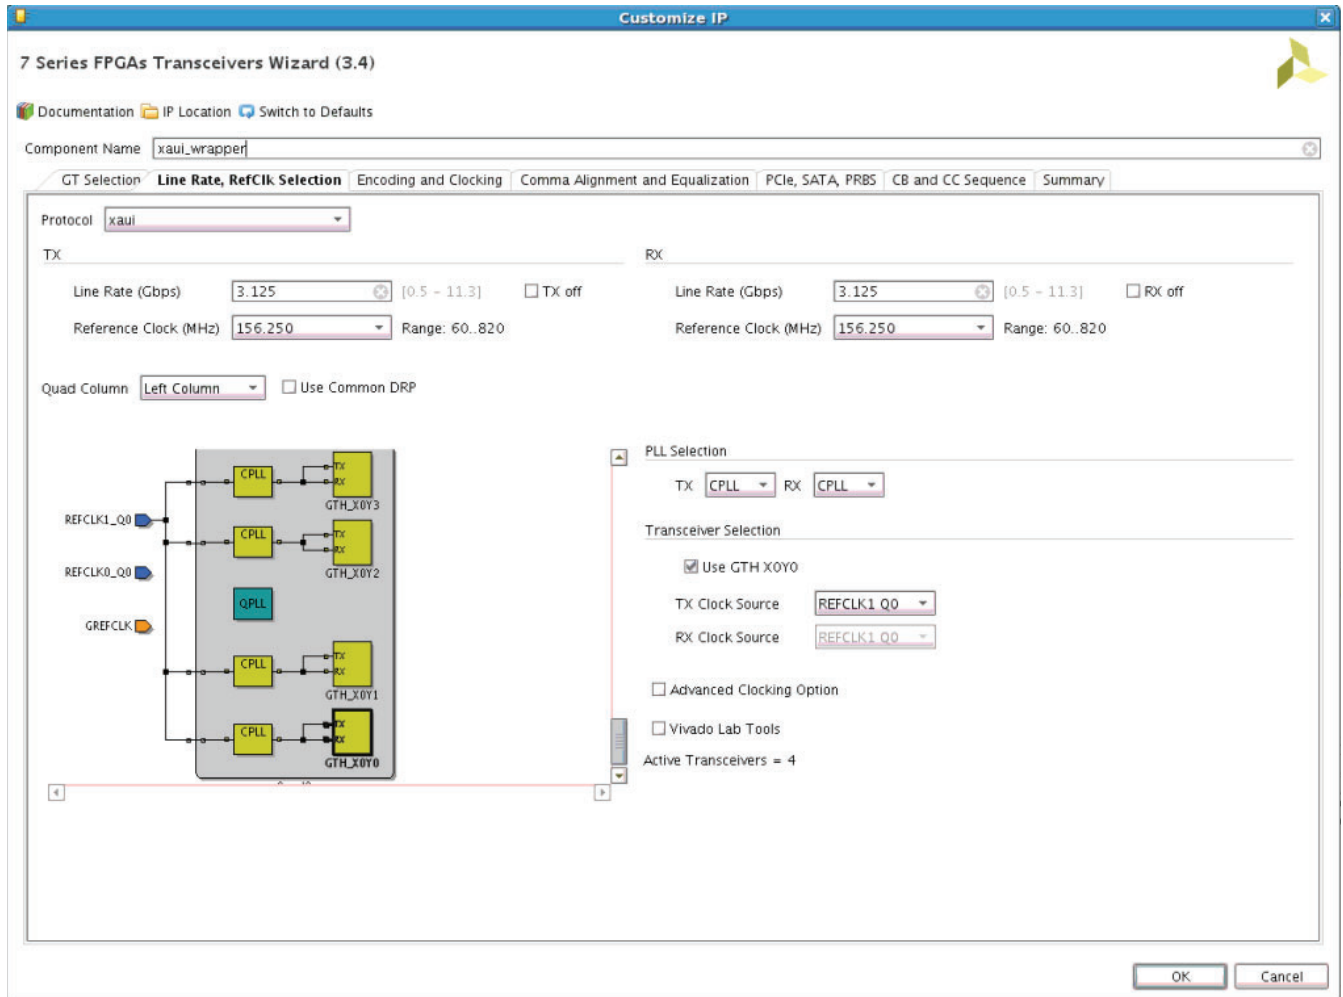 Customize IP
7 Series FPGAs Transceivers Wizard (3.4)
Documentation IP Location Switch to Defaults
Component Name xaui_wrapper
GT Selection Line Rate, RefClk Selection Encoding and Clocking Comma Alignment and Equalization PCIe, SATA, PRBS CB and CC Sequence Summary
Protocol xaui
TX
Line Rate (Gbps) 3.125 [0.5 - 11.3] TX off
Reference Clock (MHz) 156.250 Range: 60..820
RX
Line Rate (Gbps) 3.125 [0.5 - 11.3] RX off
Reference Clock (MHz) 156.250 Range: 60..820
Quad Column Left Column Use Common DRP
CPLL TX RX
GTH_X0Y3
REFCLK1_Q0
CPLL TX RX
GTH_X0Y2
REFCLK0_Q0
QPLL
GREFCLK
CPLL TX RX
GTH_X0Y1
CPLL TX RX
GTH_X0Y0
PLL Selection
TX CPLL RX CPLL
Transceiver Selection
Use GTH X0Y0
TX Clock Source REFCLK1 Q0
RX Clock Source REFCLK1 Q0
Advanced Clocking Option
Vivado Lab Tools
Active Transceivers = 4
OK Cancel